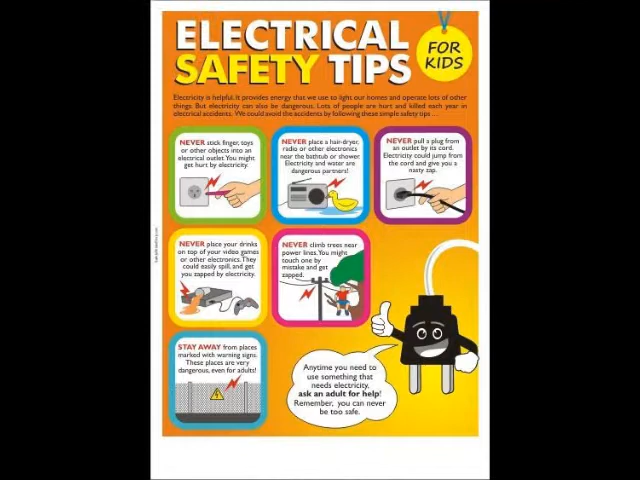 ELECTRICAL
SAFETY TIPS
FOR
KIDS
Electricity is helpful. It provides energy that we use to light our homes and operate lots of other
things. But electricity can also be dangerous. Lots of people are hurt and killed each year in
electrical accidents. We could avoid the accidents by following these simple safety tips ...
NEVER stick finger, toys
or other objects into an
electrical outlet. You might
get hurt by electricity.
NEVER place a hair-dryer,
radio or other electronics
near the bathtub or shower.
Electricity and water are
dangerous partners!
NEVER pull a plug from
an outlet by its cord.
Electricity could jump from
the cord and give you a
nasty zap.
NEVER place your drinks
on top of your video games
or other electronics. They
could easily spill, and get
you zapped by electricity.
NEVER climb trees near
power lines. You might
touch one by
mistake and get
zapped.
STAY AWAY from places
marked with warning signs.
These places are very
dangerous, even for adults!
Anytime you need to
use something that
needs electricity,
ask an adult for help!
Remember, you can never
be too safe.